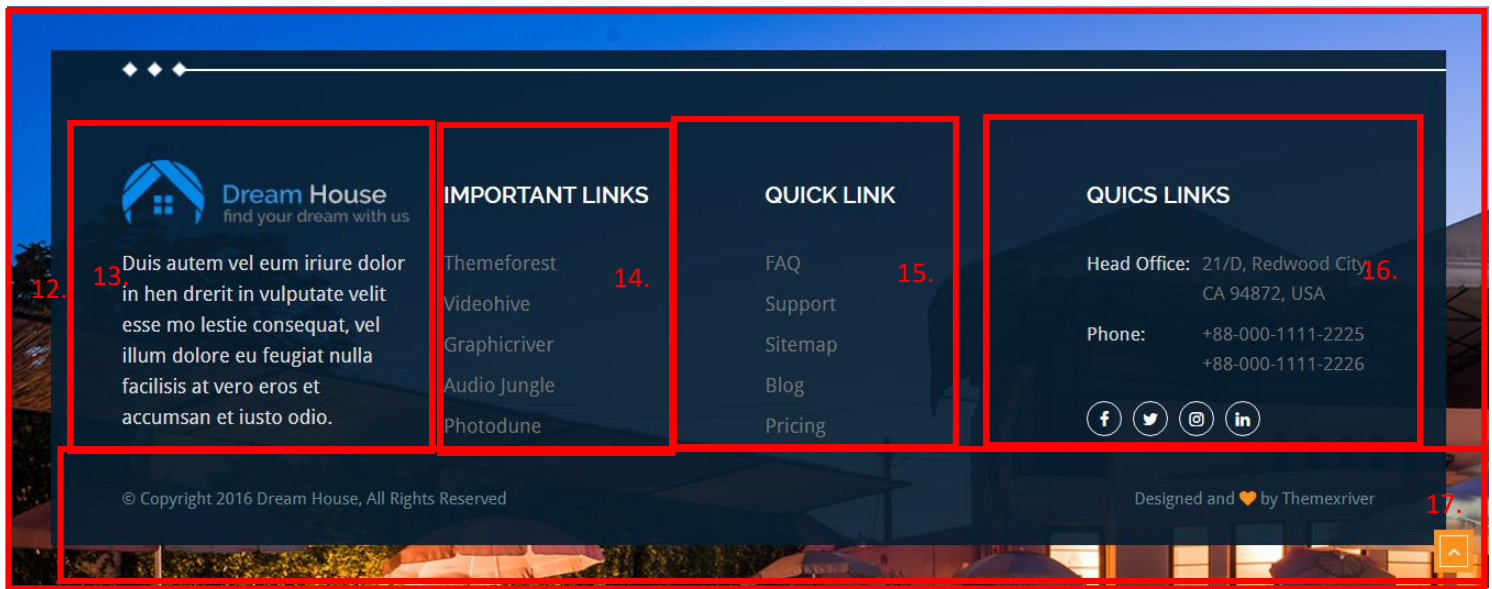 Dream House
find your dream with us
Duis autem vel eum iriure dolor
in hen drerit in vulputate velit
esse mo lestie consequat, vel
illum dolore eu feugiat nulla
facilisis at vero eros et
accumsan et iusto odio.
12.
13.
IMPORTANT LINKS
Themeforest
Videohive
Graphicriver
Audio Jungle
Photodune
14.
QUICK LINK
FAQ
Support
Sitemap
Blog
Pricing
15.
QUICS LINKS
Head Office: 21/D, Redwood City,
CA 94872, USA
Phone: +88-000-1111-2225
+88-000-1111-2226
16.
© Copyright 2016 Dream House, All Rights Reserved
Designed and 🧡 by Themexriver
17.